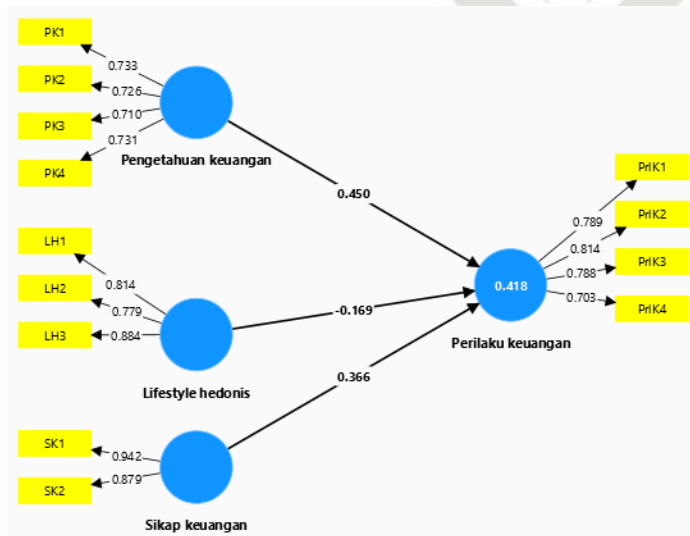 PK1
0.733
PK2
0.726
PK3
0.710
PK4
0.731
Pengetahuan keuangan
0.450
LH1
0.814
LH2
0.779
LH3
0.884
Lifestyle hedonis
-0.169
SK1
0.942
SK2
0.879
Sikap keuangan
0.366
0.418
Perilaku keuangan
PrlK1
0.789
PrlK2
0.814
PrlK3
0.788
PrlK4
0.703